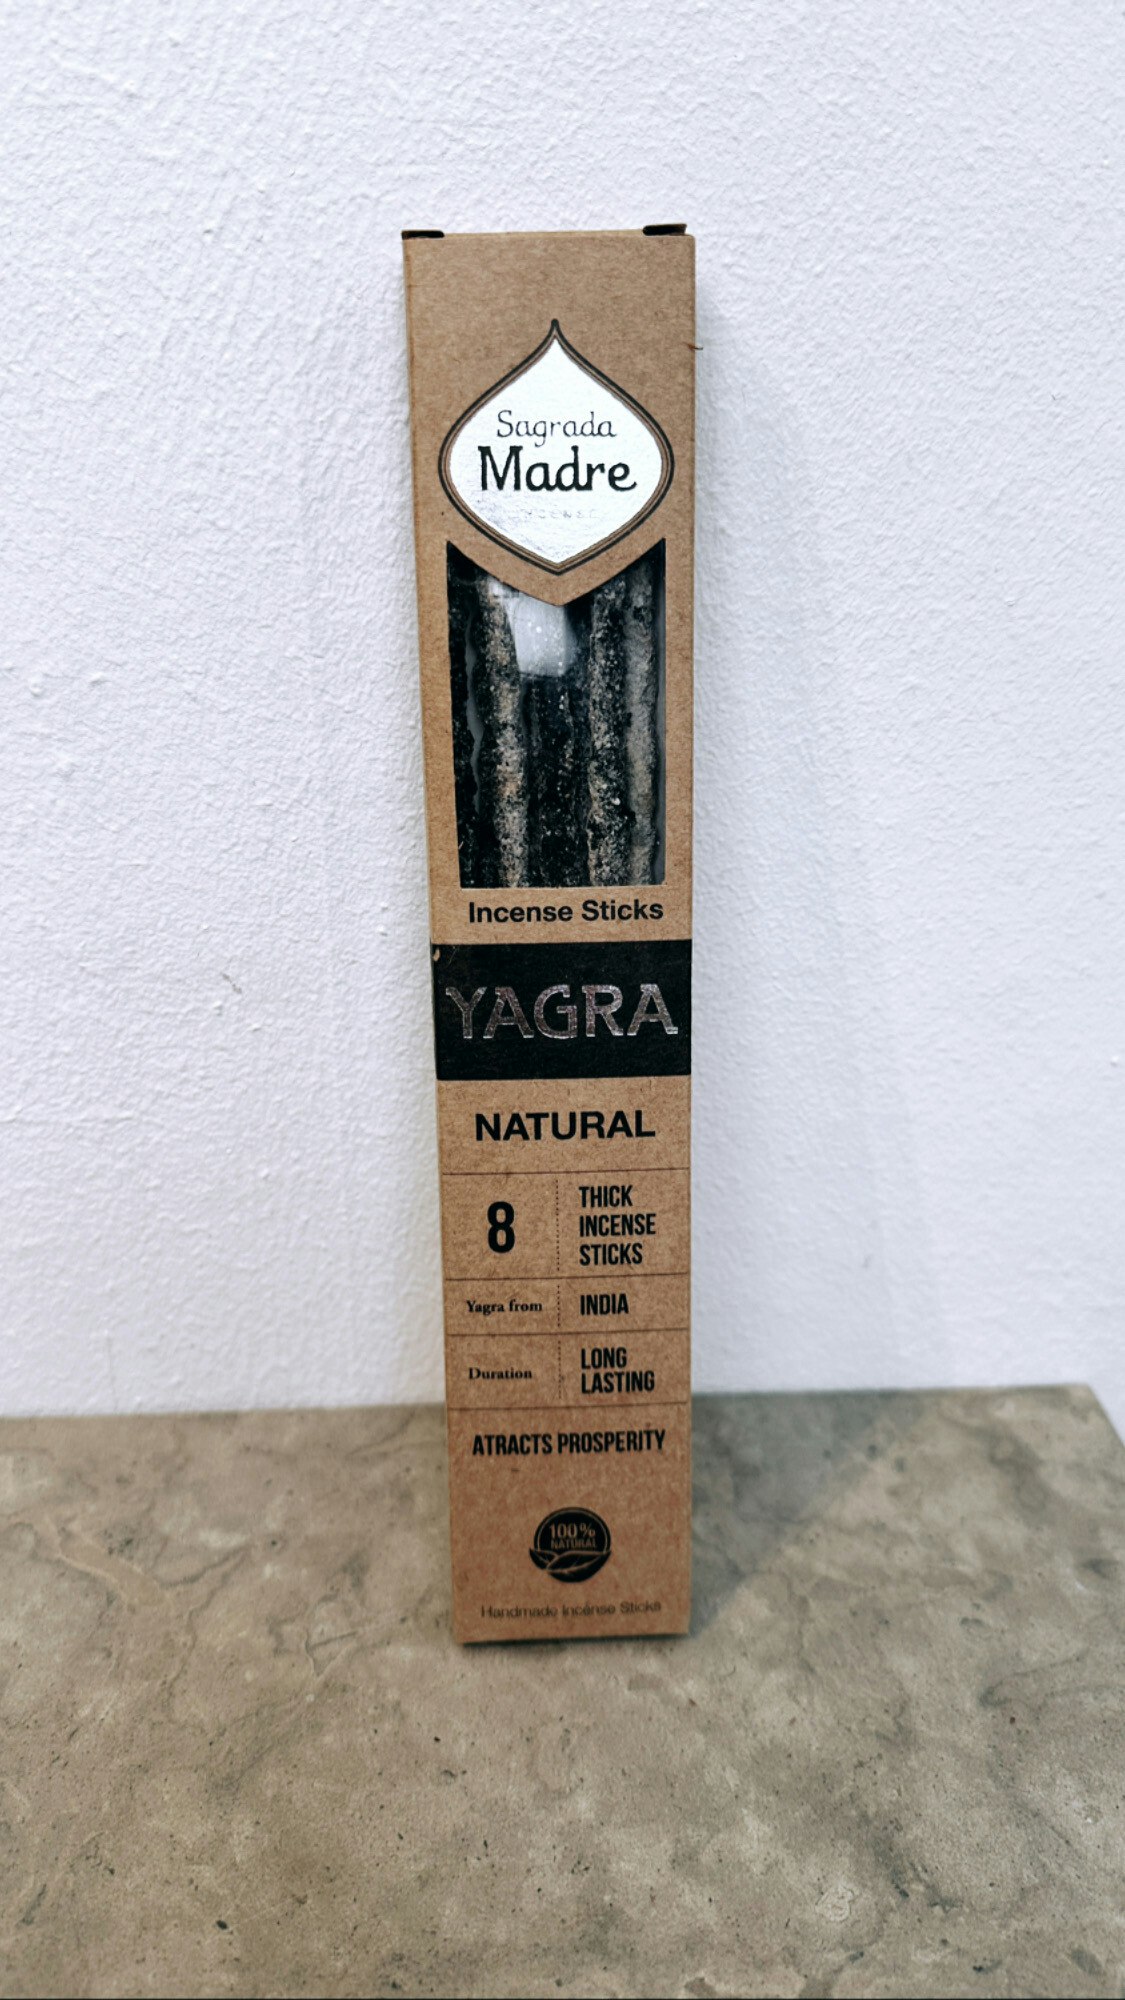 Sagrada
Madre
INCENSE
Incense Sticks
YAGRA
NATURAL
8
THICK
INCENSE
STICKS
Yagra from
INDIA
Duration
LONG
LASTING
ATRACTS PROSPERITY
100%
NATURAL
Handmade Incense Sticks